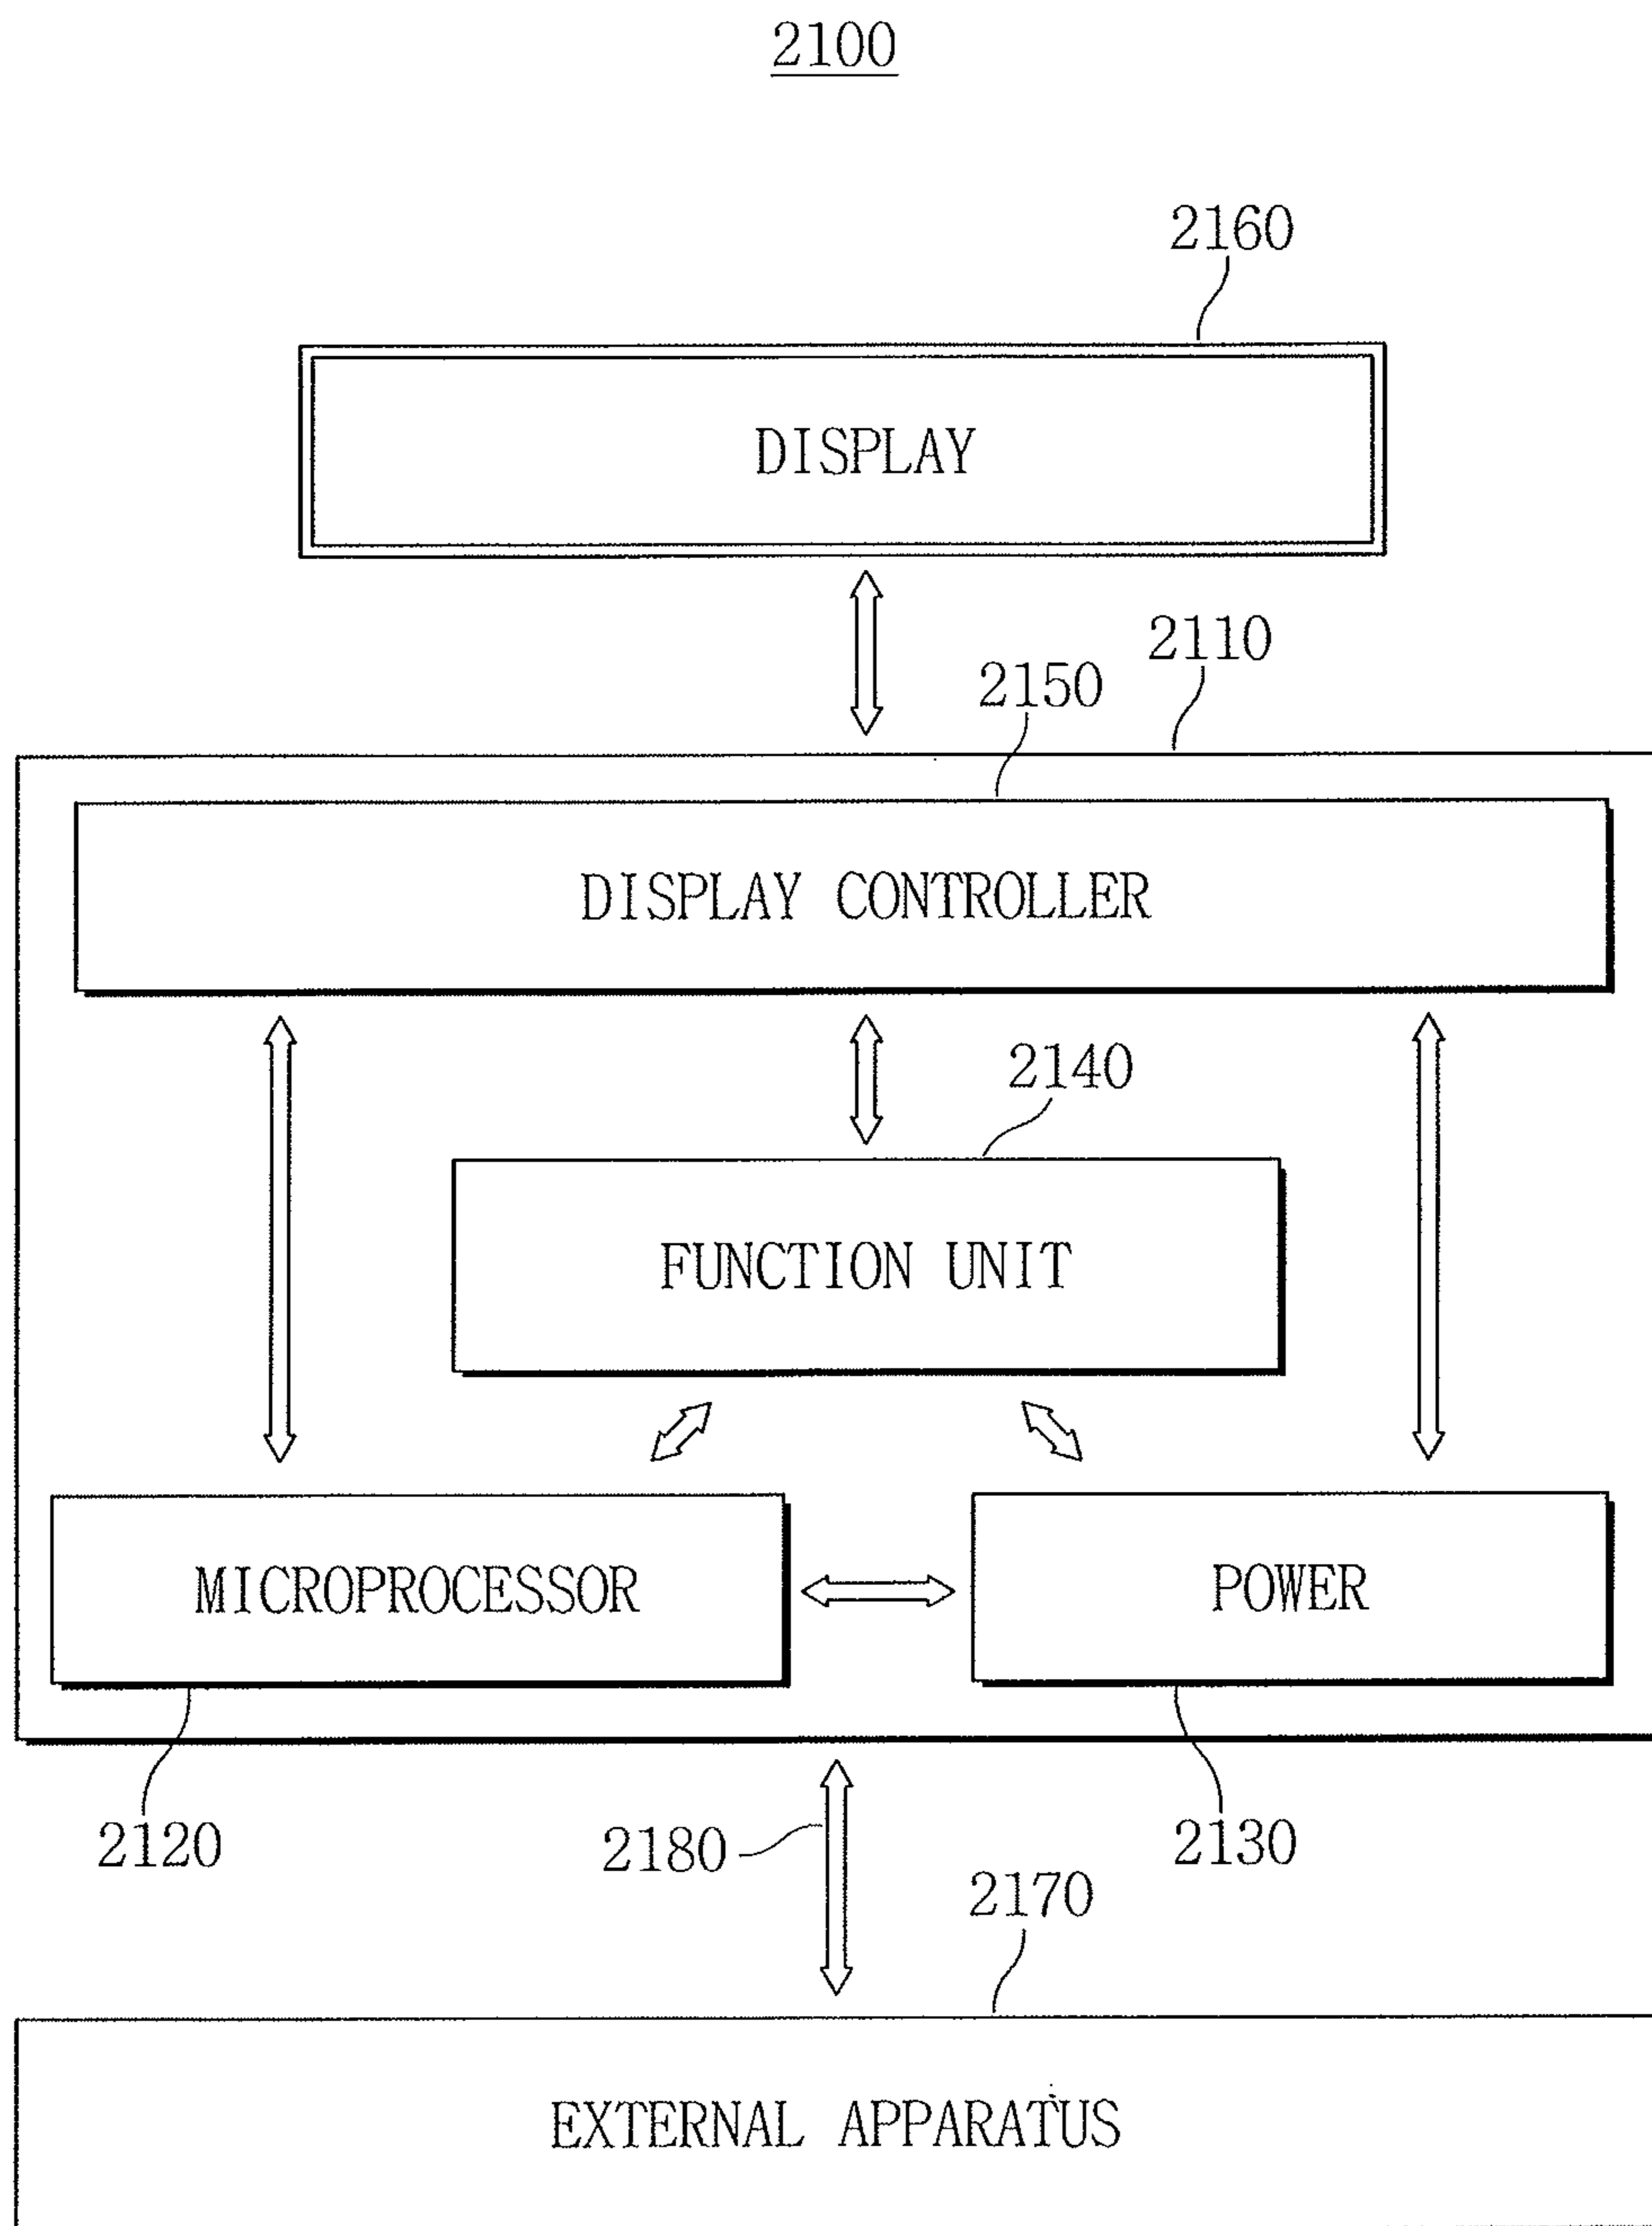 2100
2160
DISPLAY
2110
2150
DISPLAY CONTROLLER
2140
FUNCTION UNIT
MICROPROCESSOR
POWER
2120
2180
2130
2170
EXTERNAL APPARATUS